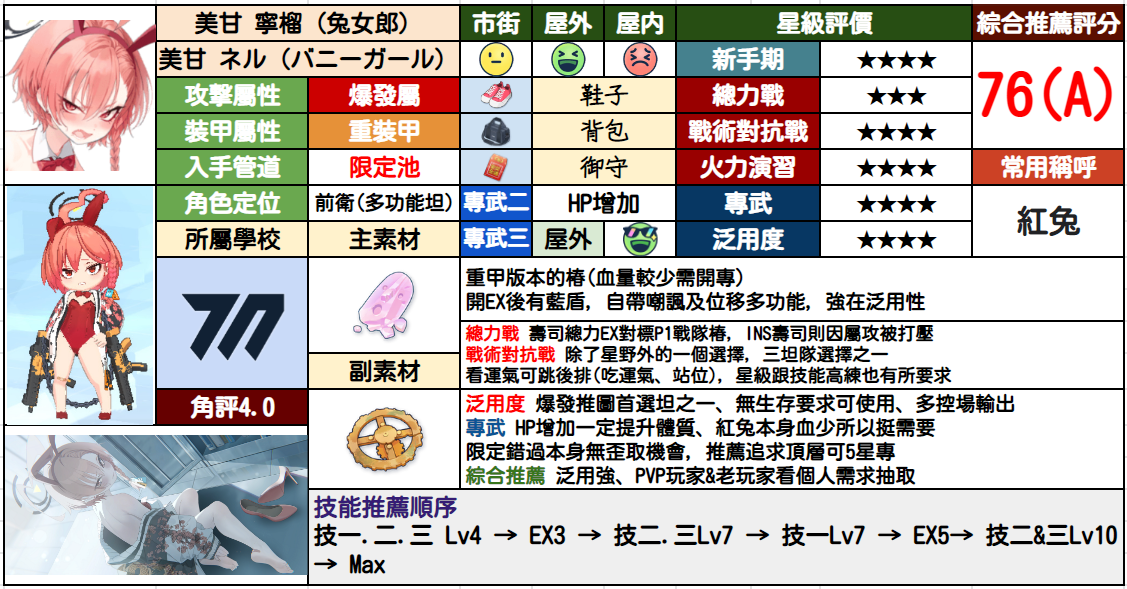 美甘 寧榴（兔女郎）
市街 屋外 屋内 星級評價 綜合推薦評分
美甘 ネル（バニーガール）
新手期 ★★★★
76(A)
攻擊屬性 爆發屬 鞋子 總力戰 ★★★
裝甲屬性 重裝甲 背包 戰術對抗戰 ★★★★
入手管道 限定池 御守 火力演習 ★★★★ 常用稱呼
角色定位 前衛(多功能坦) 專武二 HP增加 專武 ★★★★
紅兔
所屬學校 主素材 專武三 屋外 泛用度 ★★★★
重甲版本的椿(血量較少需開專)
開EX後有藍盾, 自帶嘲諷及位移多功能, 強在泛用性
總力戰 壽司總力EX對標P1戰隊椿, INS壽司則因屬攻被打壓
戰術對抗戰 除了星野外的一個選擇, 三坦隊選擇之一
看運氣可跳後排(吃運氣、站位), 星級跟技能高練也有所要求
副素材
角評4.0
泛用度 爆發推圖首選坦之一、無生存要求可使用、多控場輸出
專武 HP增加一定提升體質、紅兔本身血少所以挺需要
限定錯過本身無歪取機會, 推薦追求頂層可5星專
綜合推薦 泛用強、PVP玩家&老玩家看個人需求抽取
技能推薦順序
技一.二.三 Lv4 → EX3 → 技二.三Lv7 → 技一Lv7 → EX5→ 技二&三Lv10
→ Max